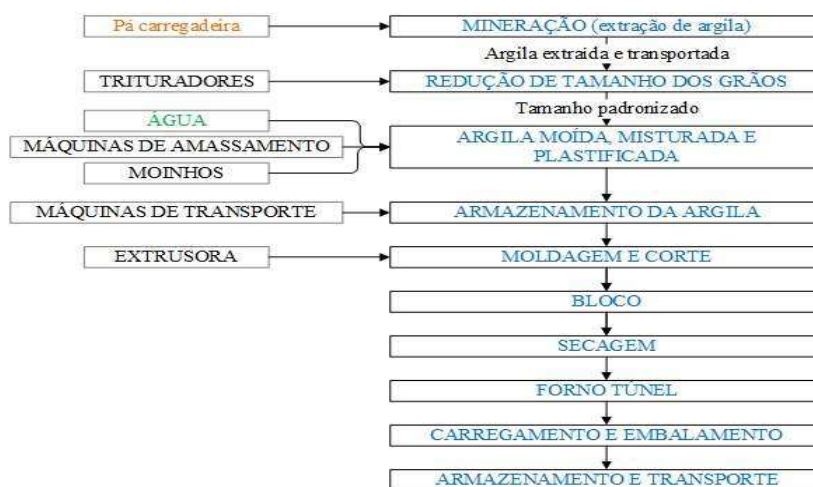 Pá carregadeira
MINERAÇÃO (extração de argila)
Argila extraida e transportada
TRITURADORES
REDUÇÃO DE TAMANHO DOS GRÃOS
Tamanho padronizado
ÁGUA
MÁQUINAS DE AMASSAMENTO
MOINHOS
ARGILA MOÍDA, MISTURADA E
PLASTIFICADA
MÁQUINAS DE TRANSPORTE
ARMAZENAMENTO DA ARGILA
EXTRUSORA
MOLDAGEM E CORTE
BLOCO
SECAGEM
FORNO TÚNEL
CARREGAMENTO E EMBALAMENTO
ARMAZENAMENTO E TRANSPORTE